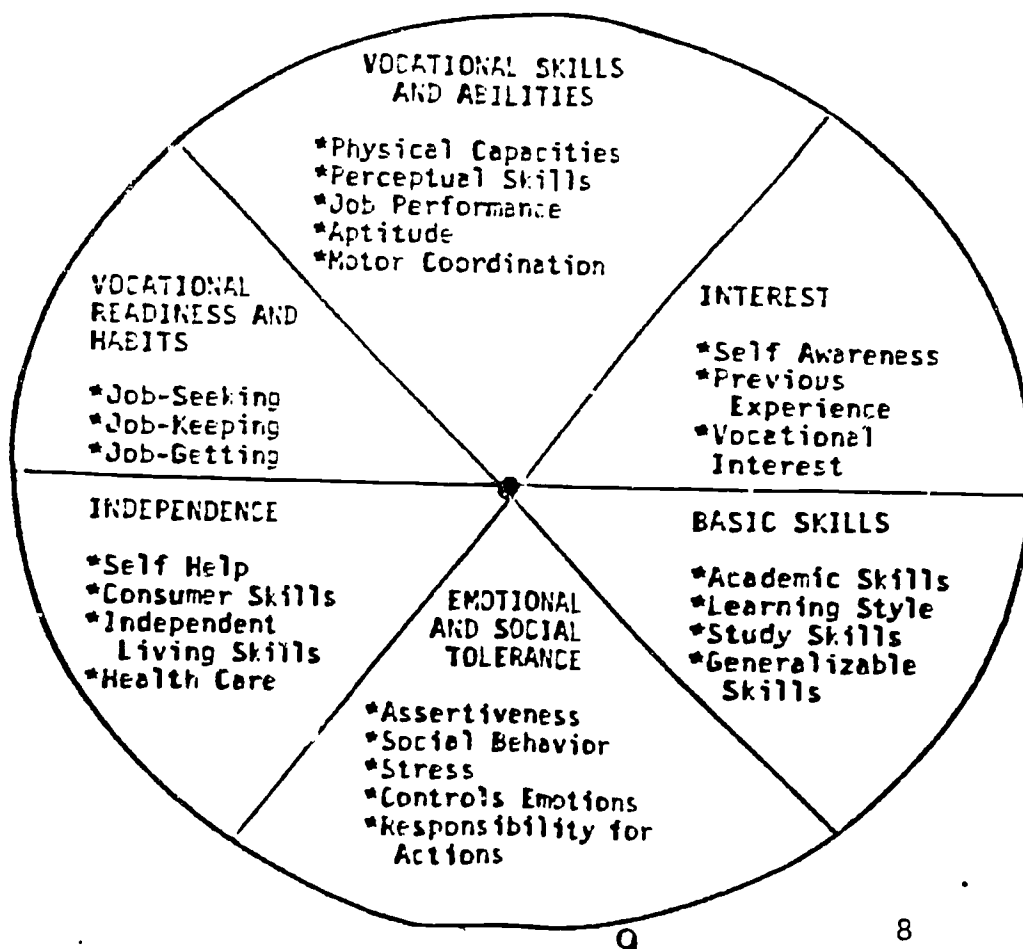 VOCATIONAL SKILLS
AND ABILITIES
*Physical Capacities
*Perceptual Skills
*Job Performance
*Aptitude
*Motor Coordination
VOCATIONAL
READINESS AND
HABITS
*Job-Seeking
*Job-Keeping
*Job-Getting
INTEREST
*Self Awareness
*Previous
Experience
*Vocational
Interest
INDEPENDENCE
*Self Help
*Consumer Skills
*Independent
Living Skills
*Health Care
EMOTIONAL
AND SOCIAL
TOLERANCE
*Assertiveness
*Social Behavior
*Stress
*Controls Emotions
*Responsibility for
Actions
BASIC SKILLS
*Academic Skills
*Learning Style
*Study Skills
*Generalizable
Skills
9
8